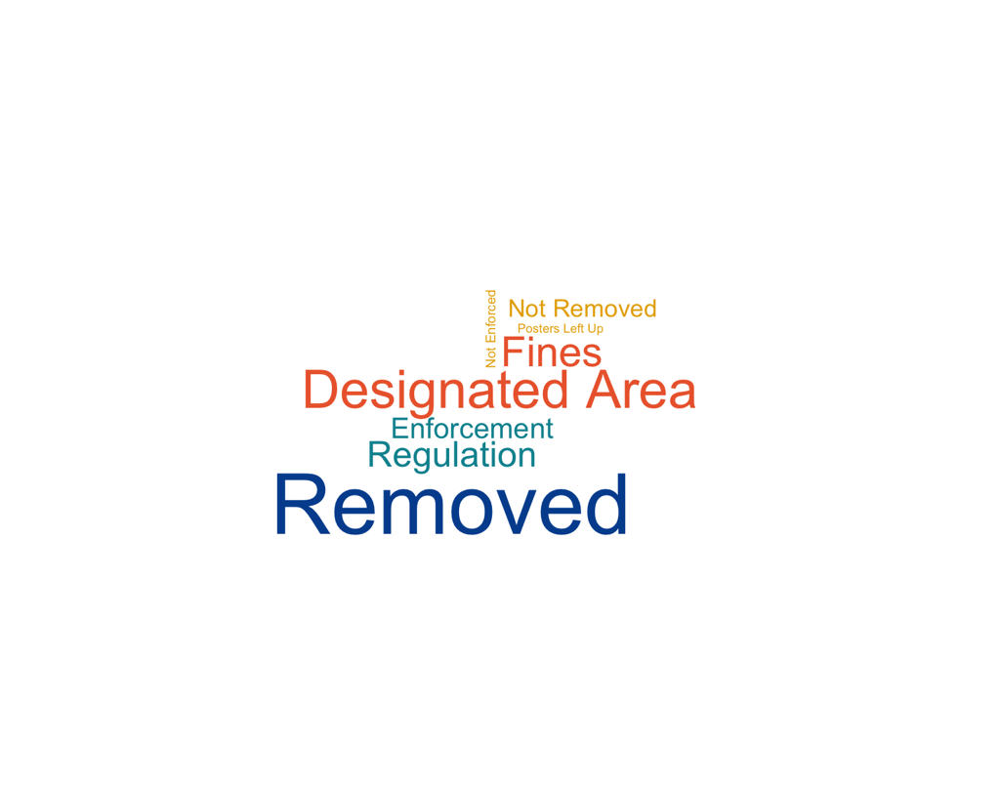 Not Enforced
Not Removed
Posters Left Up
Fines
Designated Area
Enforcement
Regulation
Removed